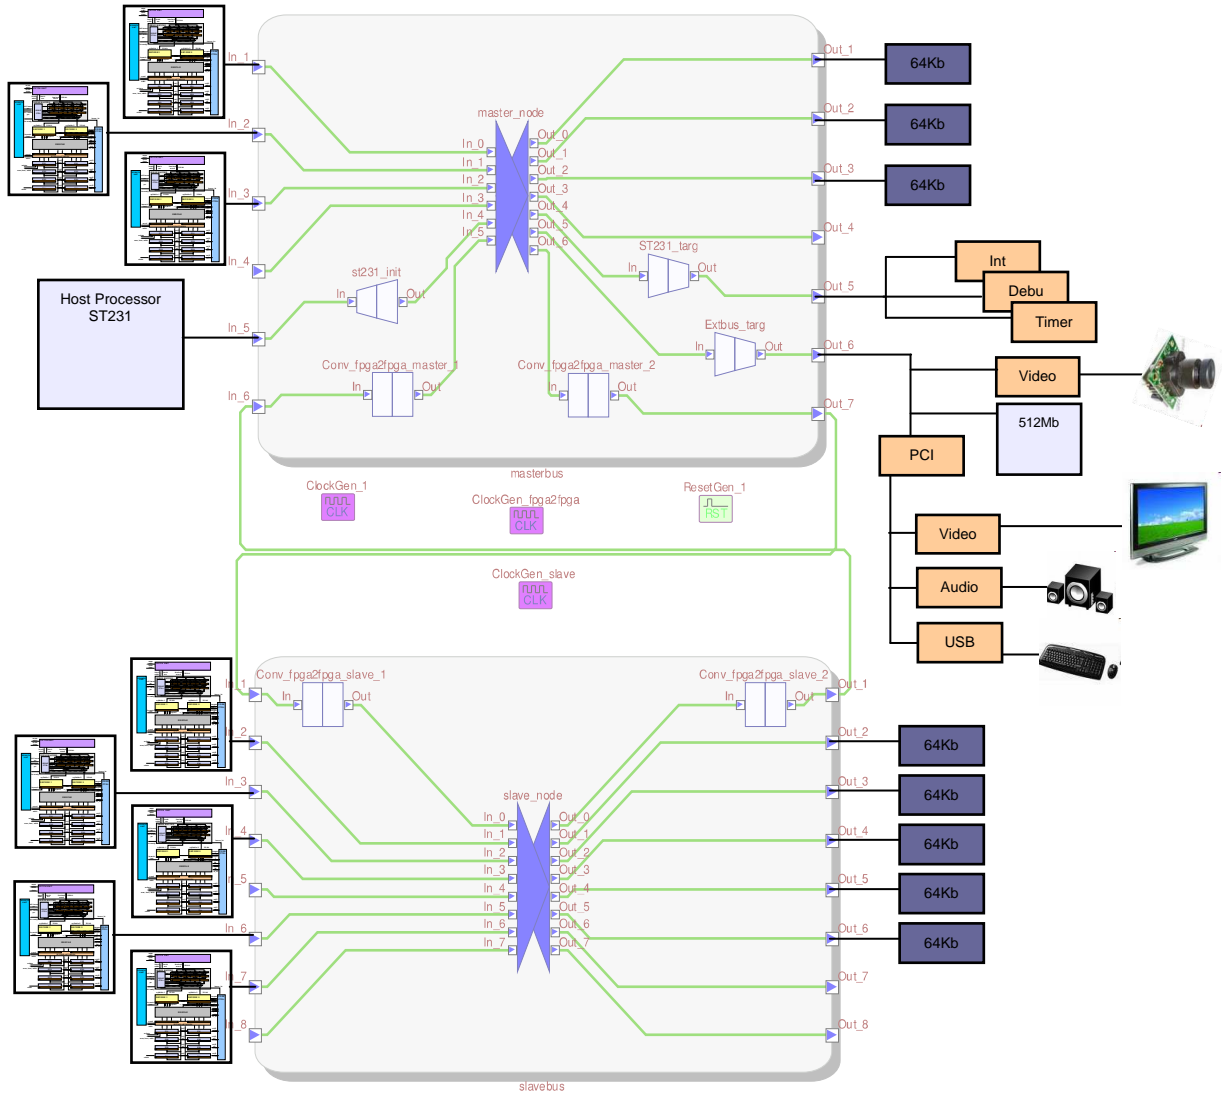 In_1
In_2
In_3
In_4
In_5
In_6
Host Processor
ST231
master_node
In_0
In_1
In_2
In_3
In_4
In_5
Out_0
Out_1
Out_2
Out_3
Out_4
Out_5
Out_6
st231_init
In
Out
ST231_targ
In
Out
Extbus_targ
In
Out
Conv_fpga2fpga_master_1
In
Out
Conv_fpga2fpga_master_2
In
Out
Out_1
Out_2
Out_3
Out_4
Out_5
Out_6
Out_7
64Kb
64Kb
64Kb
Int
Debu
Timer
Video
512Mb
PCI
Video
Audio
USB
masterbus
ClockGen_1
CLK
ClockGen_fpga2fpga
CLK
ResetGen_1
RST
ClockGen_slave
CLK
Conv_fpga2fpga_slave_1
In
Out
Conv_fpga2fpga_slave_2
In
Out
In_1
In_2
In_3
In_4
In_5
In_6
In_7
In_8
slave_node
In_0
In_1
In_2
In_3
In_4
In_5
In_6
In_7
Out_0
Out_1
Out_2
Out_3
Out_4
Out_5
Out_6
Out_7
Out_1
Out_2
Out_3
Out_4
Out_5
Out_6
Out_7
Out_8
64Kb
64Kb
64Kb
64Kb
64Kb
slavebus